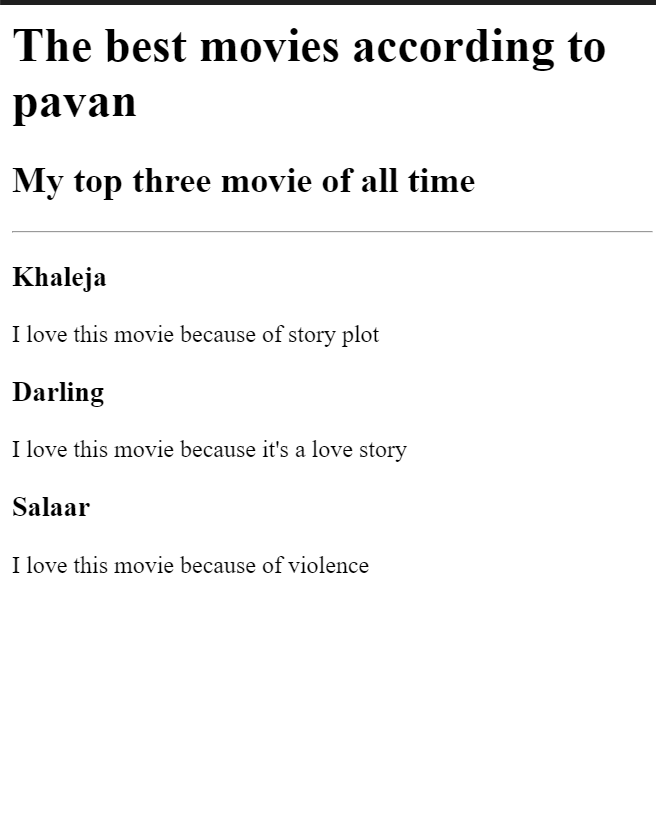 The best movies according to
pavan
My top three movie of all time
Khaleja
I love this movie because of story plot
Darling
I love this movie because it's a love story
Salaar
I love this movie because of violence